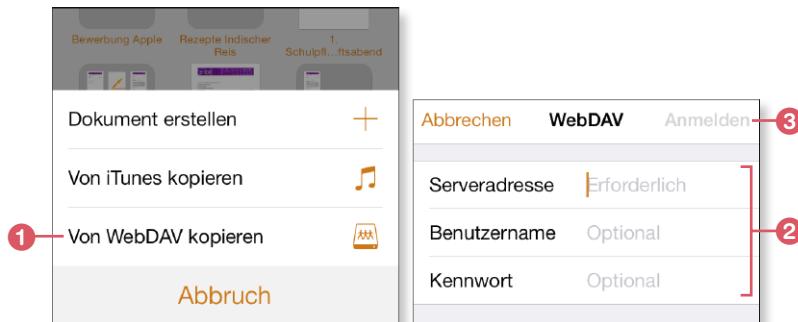 Bewerbung Apple
Rezepte Indischer
Reis
1.
Schulpfl...ftsabend
Dokument erstellen
Von iTunes kopieren
1
Von WebDAV kopieren
Abbruch
Abbrechen WebDAV Anmelden
3
Serveradresse Erforderlich
Benutzername Optional
2
Kennwort Optional